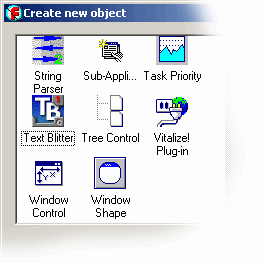 Create new object
String Parser
Sub-Appli... Task Priority
Text Blitter Tree Control Vitalize! Plug-in
Window Control
Window Shape